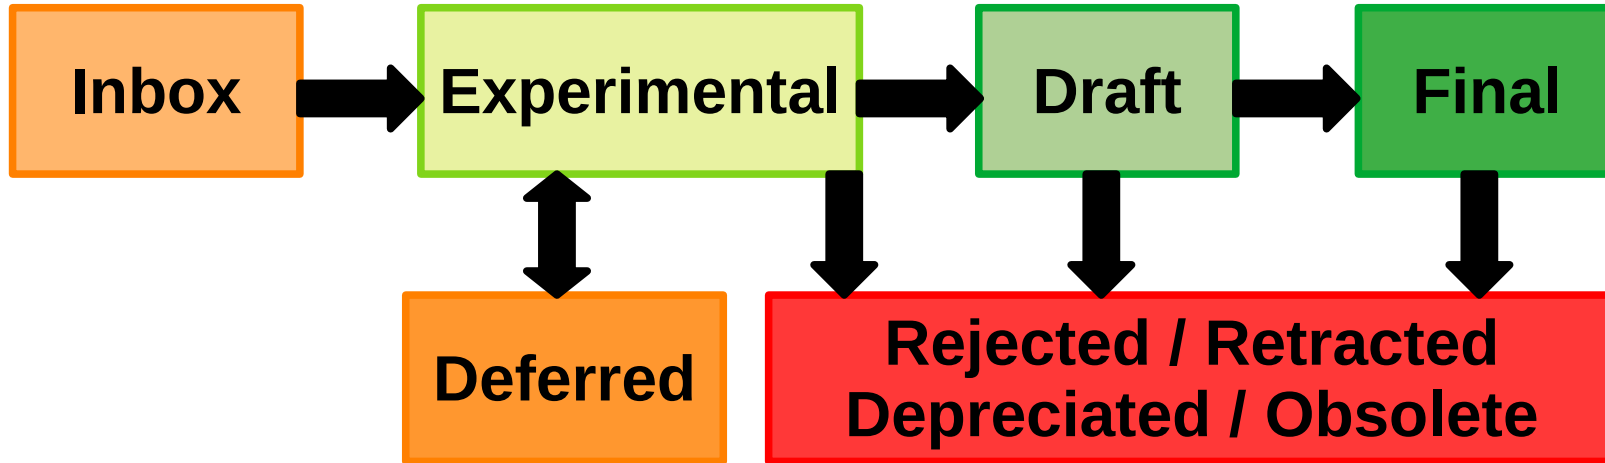 Inbox
Experimental
Draft
Final
Deferred
Rejected / Retracted
Depreciated / Obsolete